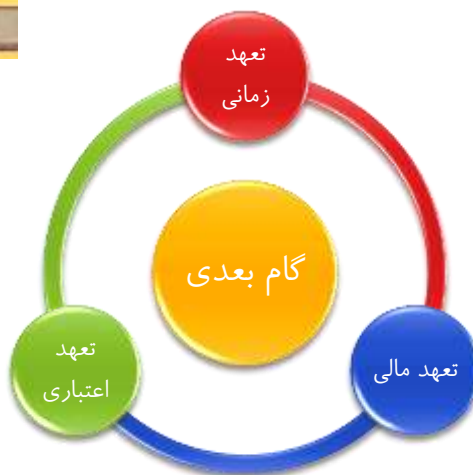 تعهد
زمانی
گام بعدی
تعهد مالی
تعهد
اعتباری